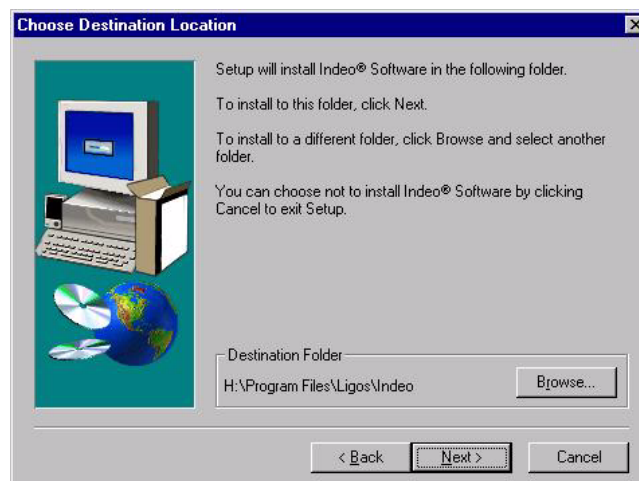 Choose Destination Location
Setup will install Indeo® Software in the following folder.
To install to this folder, click Next.
To install to a different folder, click Browse and select another
folder.
You can choose not to install Indeo® Software by clicking
Cancel to exit Setup.
Destination Folder
H:\Program Files\Ligos\Indeo
Browse...
< Back
Next >
Cancel